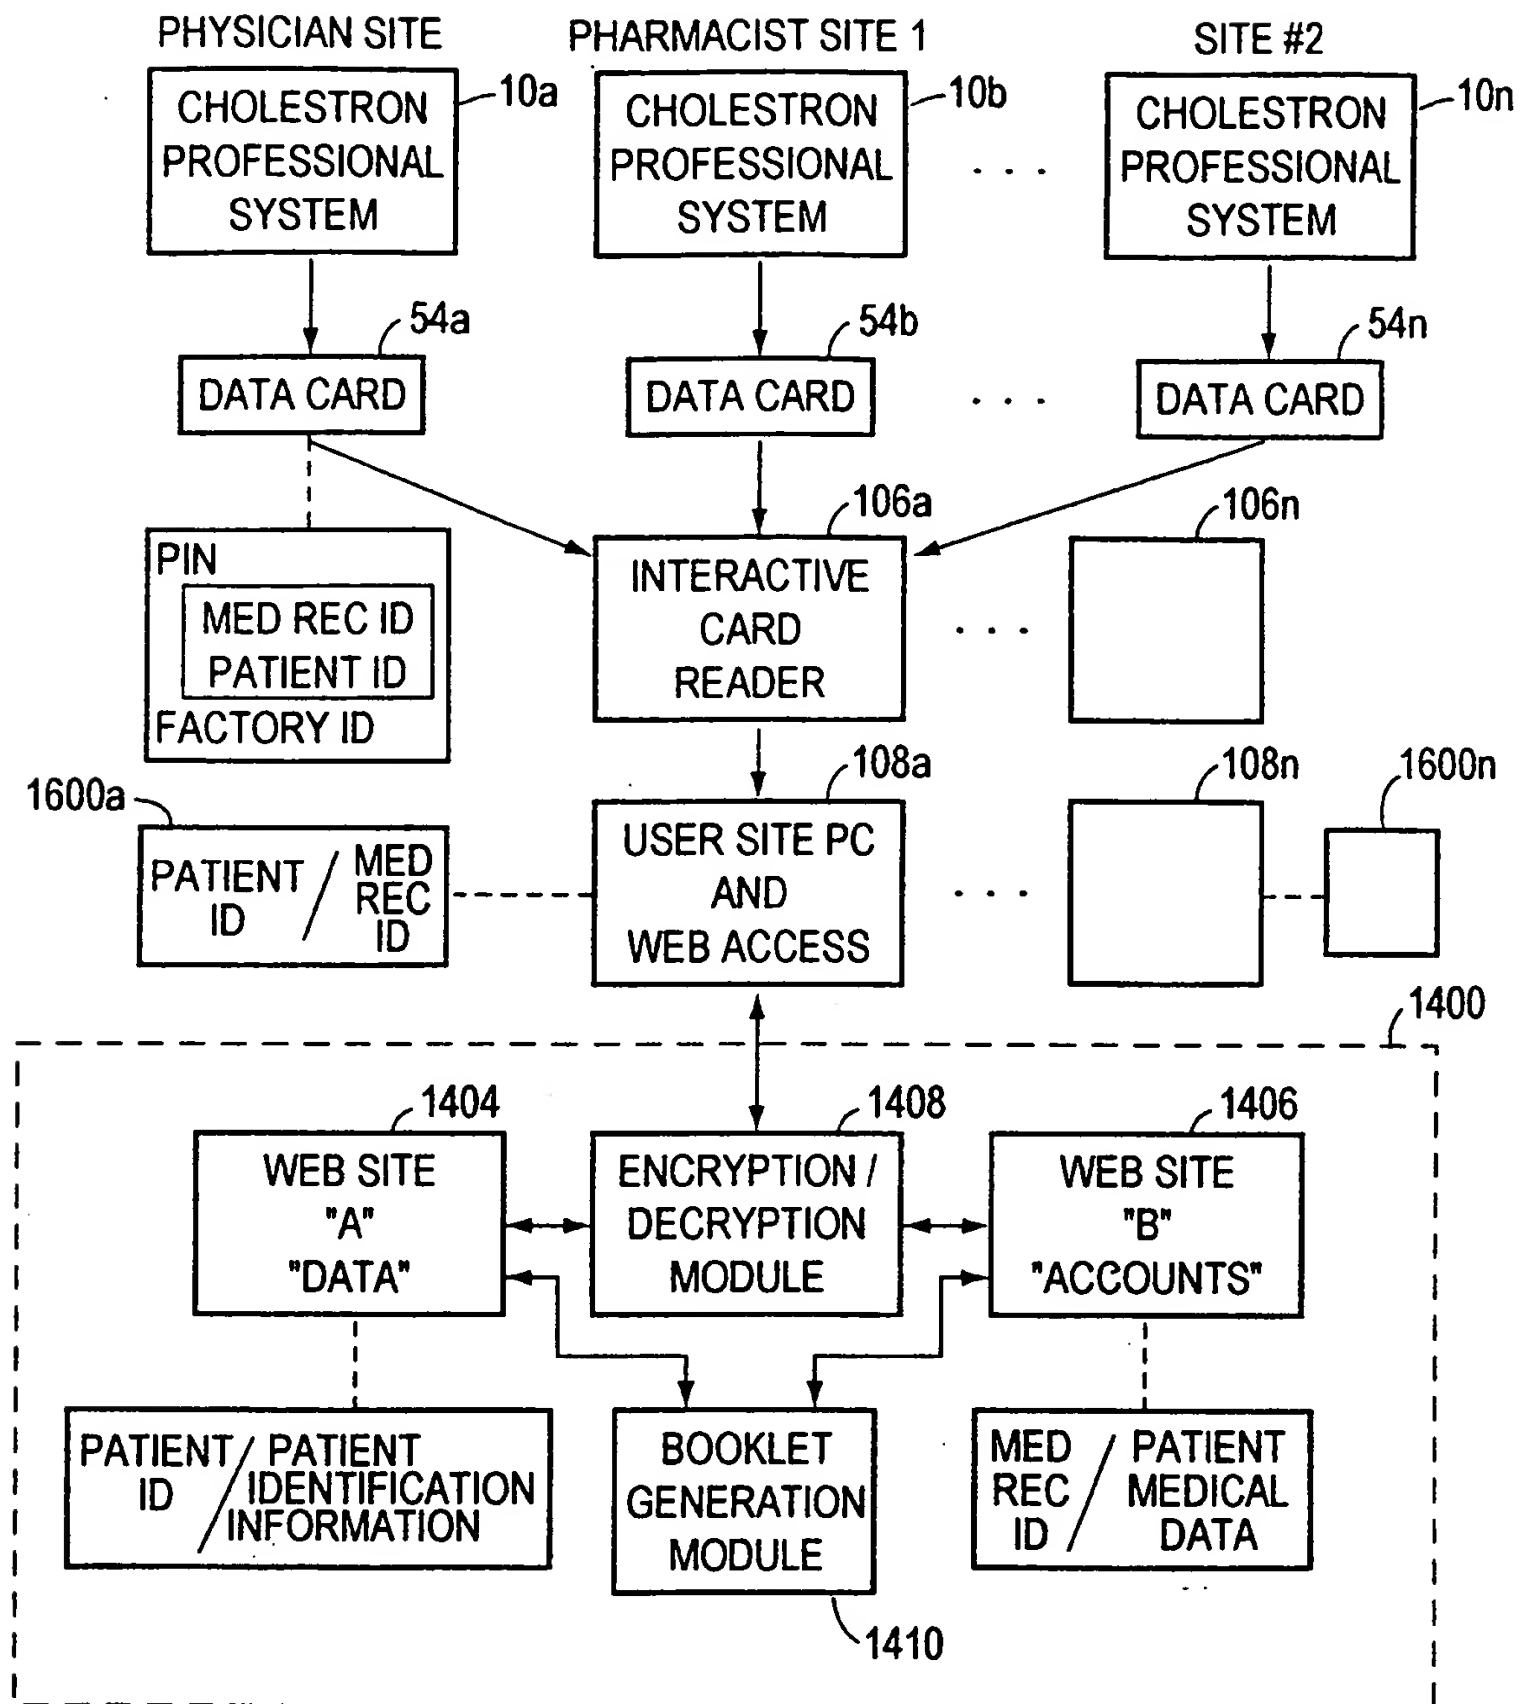 PHYSICIAN SITE
PHARMACIST SITE 1
SITE #2
CHOLESTRON
PROFESSIONAL
SYSTEM
10a
CHOLESTRON
PROFESSIONAL
SYSTEM
10b
. . .
CHOLESTRON
PROFESSIONAL
SYSTEM
10n
54a
DATA CARD
54b
DATA CARD
. . .
54n
DATA CARD
PIN
MED REC ID
PATIENT ID
FACTORY ID
106a
INTERACTIVE
CARD
READER
. . .
106n
1600a
PATIENT
ID
/
MED
REC
ID
108a
USER SITE PC
AND
WEB ACCESS
. . .
108n
1600n
1400
1404
WEB SITE
"A"
"DATA"
1408
ENCRYPTION /
DECRYPTION
MODULE
1406
WEB SITE
"B"
"ACCOUNTS"
PATIENT
ID
/
PATIENT
IDENTIFICATION
INFORMATION
BOOKLET
GENERATION
MODULE
1410
MED
REC
ID
/
PATIENT
MEDICAL
DATA